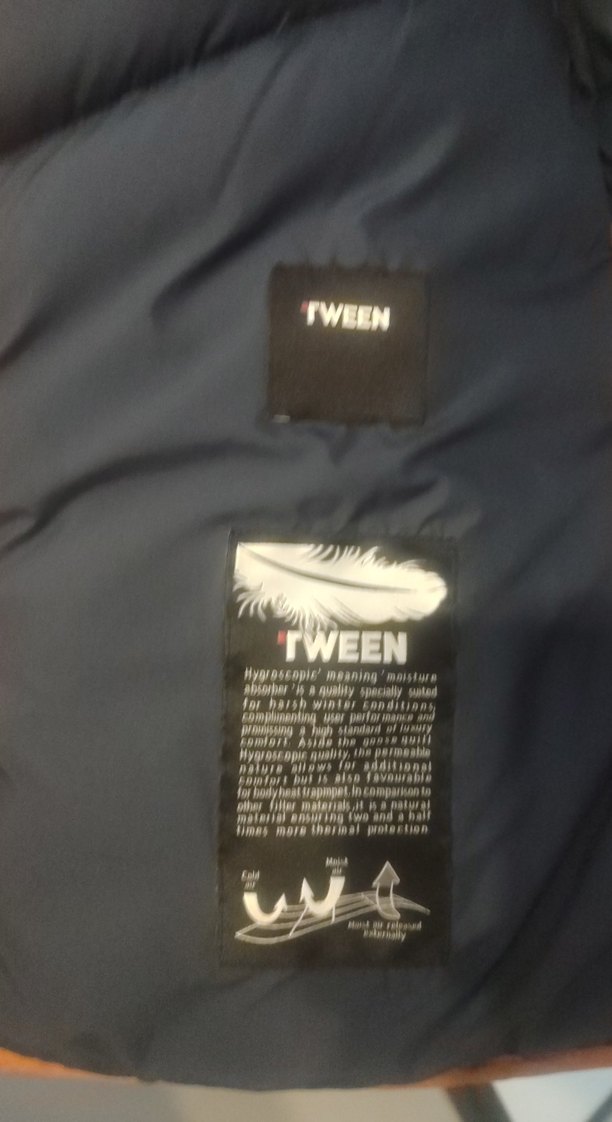 'TWEEN
'TWEEN
Hygroscopic' meaning 'moisture
absorber 'is a quality specially suited
for harsh winter conditions,
complimenting user performance and
promissing a high standard of luxury
comfort. Aside the goose quill
Hygroscopic quality, the permeable
nature allows for additional
comfort but is also favourable
for body heat trapmpet. In comparison to
other filler materials, it is a natural
material ensuring two and a half
times more thermal protection
Cold
air
Moist
air
Moist air released
externally